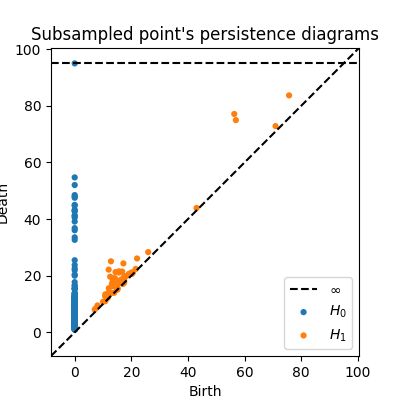 Subsampled point's persistence diagrams
100
80
60
40
20
0
Death
0 20 40 60 80 100
Birth
∞
H₀
H₁